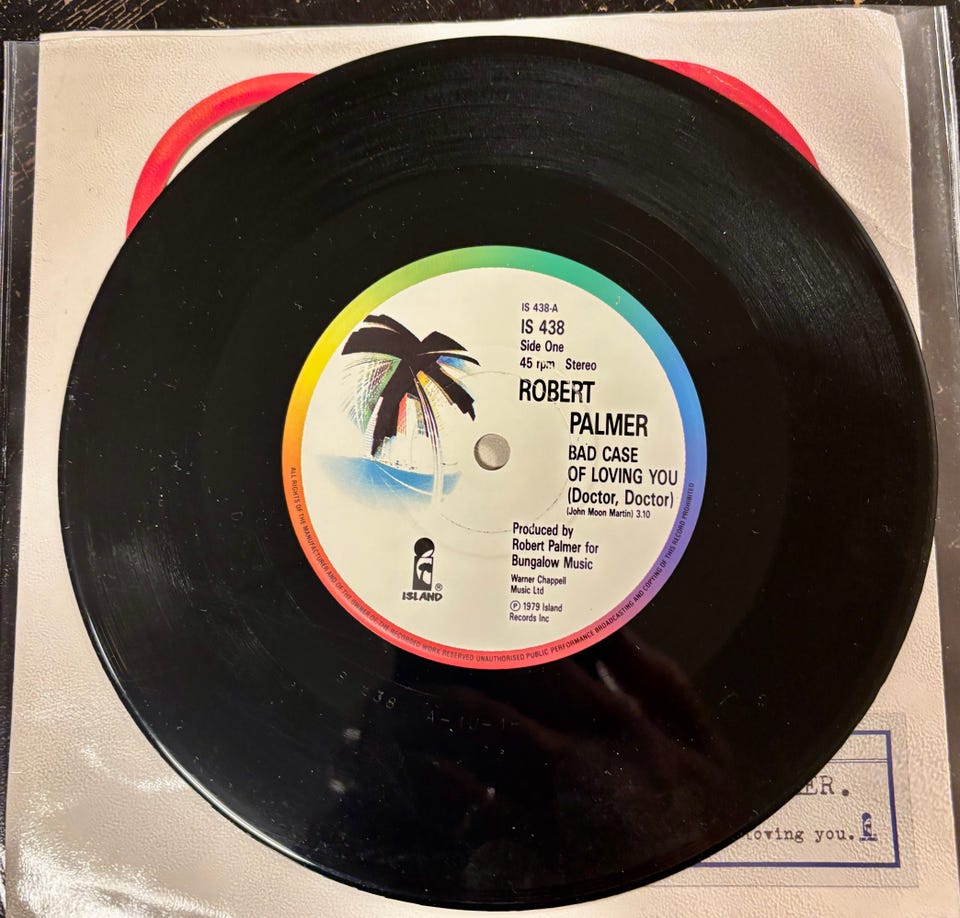 IS 438-A
IS 438
Side One
45 rpm Stereo
ROBERT
PALMER
BAD CASE
OF LOVING YOU
(Doctor, Doctor)
(John Moon Martin) 3.10
Produced by
Robert Palmer for
Bungalow Music
Warner Chappell
Music Ltd
Ⓟ 1979 Island
Records Inc
ISLAND®
ALL RIGHTS OF THE MANUFACTURER AND OF THE OWNER OF THE RECORDED WORK RESERVED UNAUTHORISED PUBLIC PERFORMANCE BROADCASTING AND COPYING OF THIS RECORD PROHIBITED
loving you.